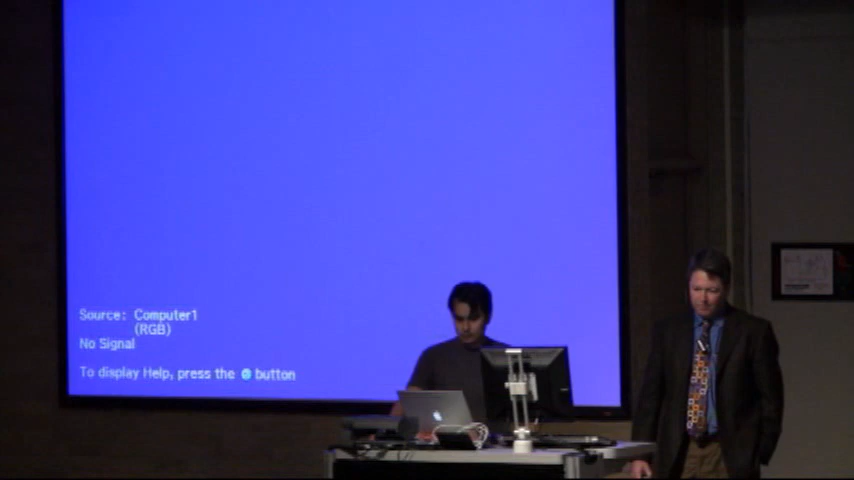 Source: Computer1
(RGB)
No Signal
To display Help, press the button